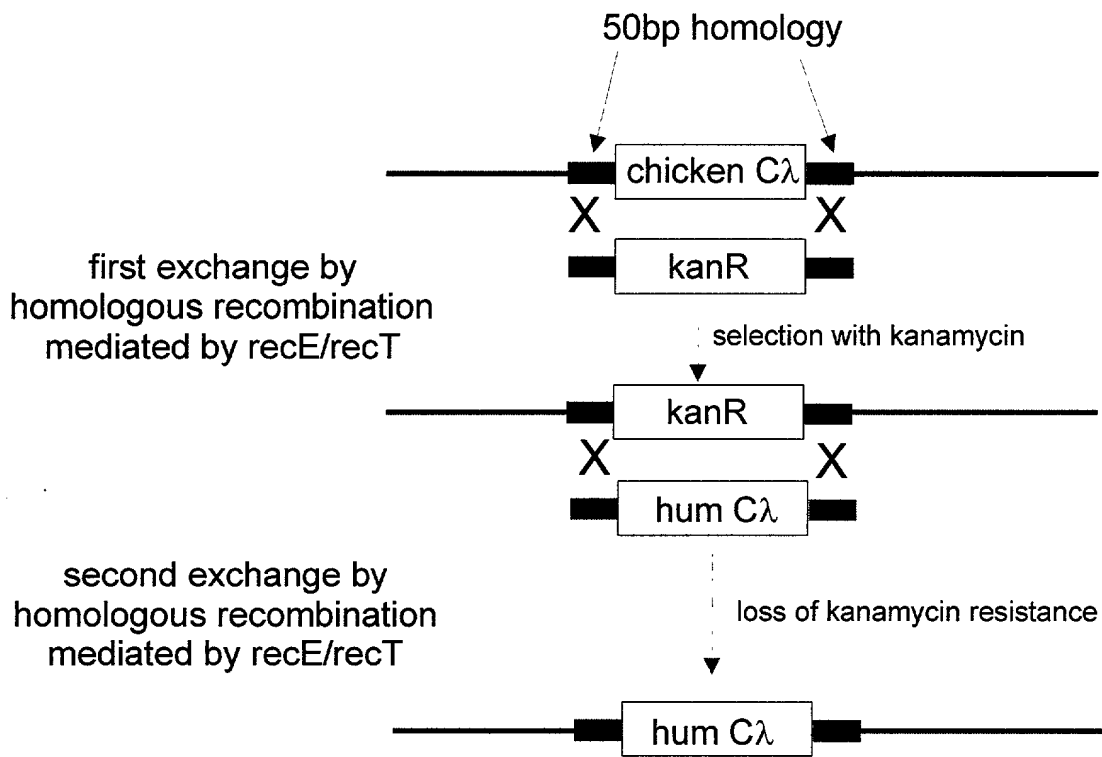 50bp homology
chicken Cλ
X X
kanR
first exchange by
homologous recombination
mediated by recE/recT
selection with kanamycin
kanR
X X
hum Cλ
second exchange by
homologous recombination
mediated by recE/recT
loss of kanamycin resistance
hum Cλ